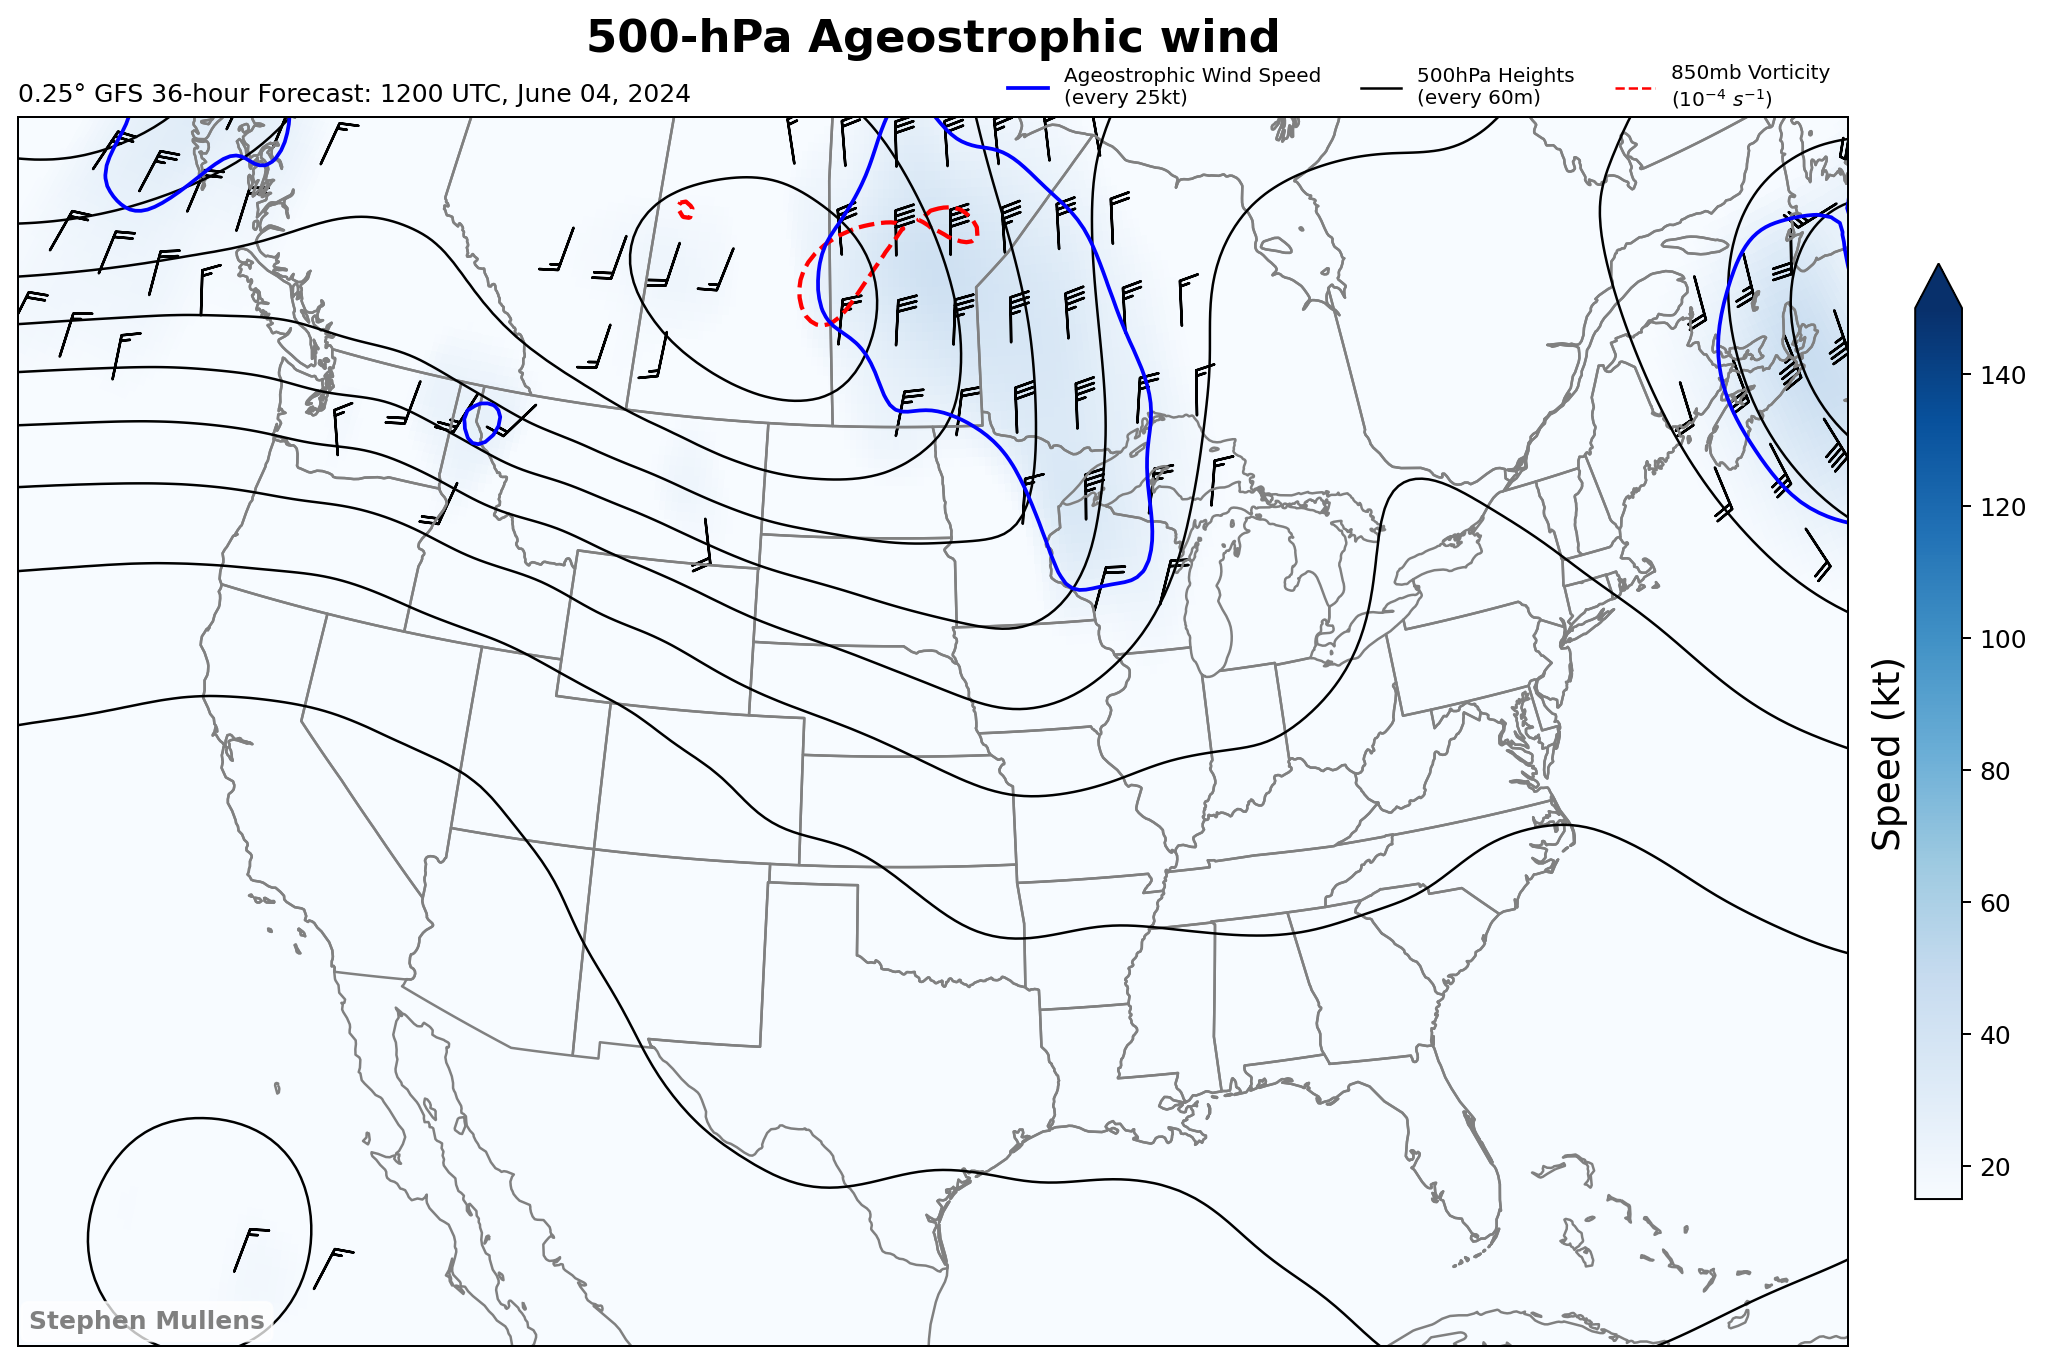 500-hPa Ageostrophic wind
0.25° GFS 36-hour Forecast: 1200 UTC, June 04, 2024
Ageostrophic Wind Speed
(every 25kt)
500hPa Heights
(every 60m)
850mb Vorticity
(10⁻⁴ s⁻¹)
140
120
100
80
60
40
20
Speed (kt)
Stephen Mullens